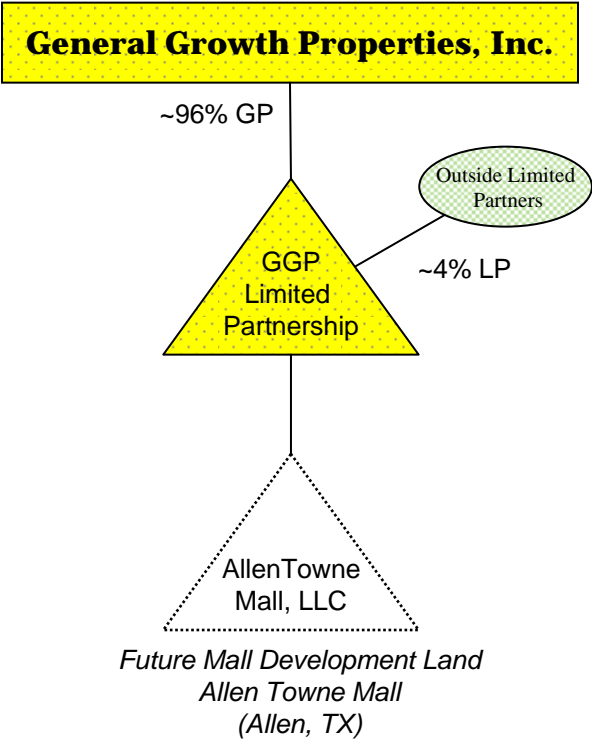 General Growth Properties, Inc.
~96% GP
Outside Limited
Partners
~4% LP
GGP
Limited
Partnership
AllenTowne
Mall, LLC
Future Mall Development Land
Allen Towne Mall
(Allen, TX)